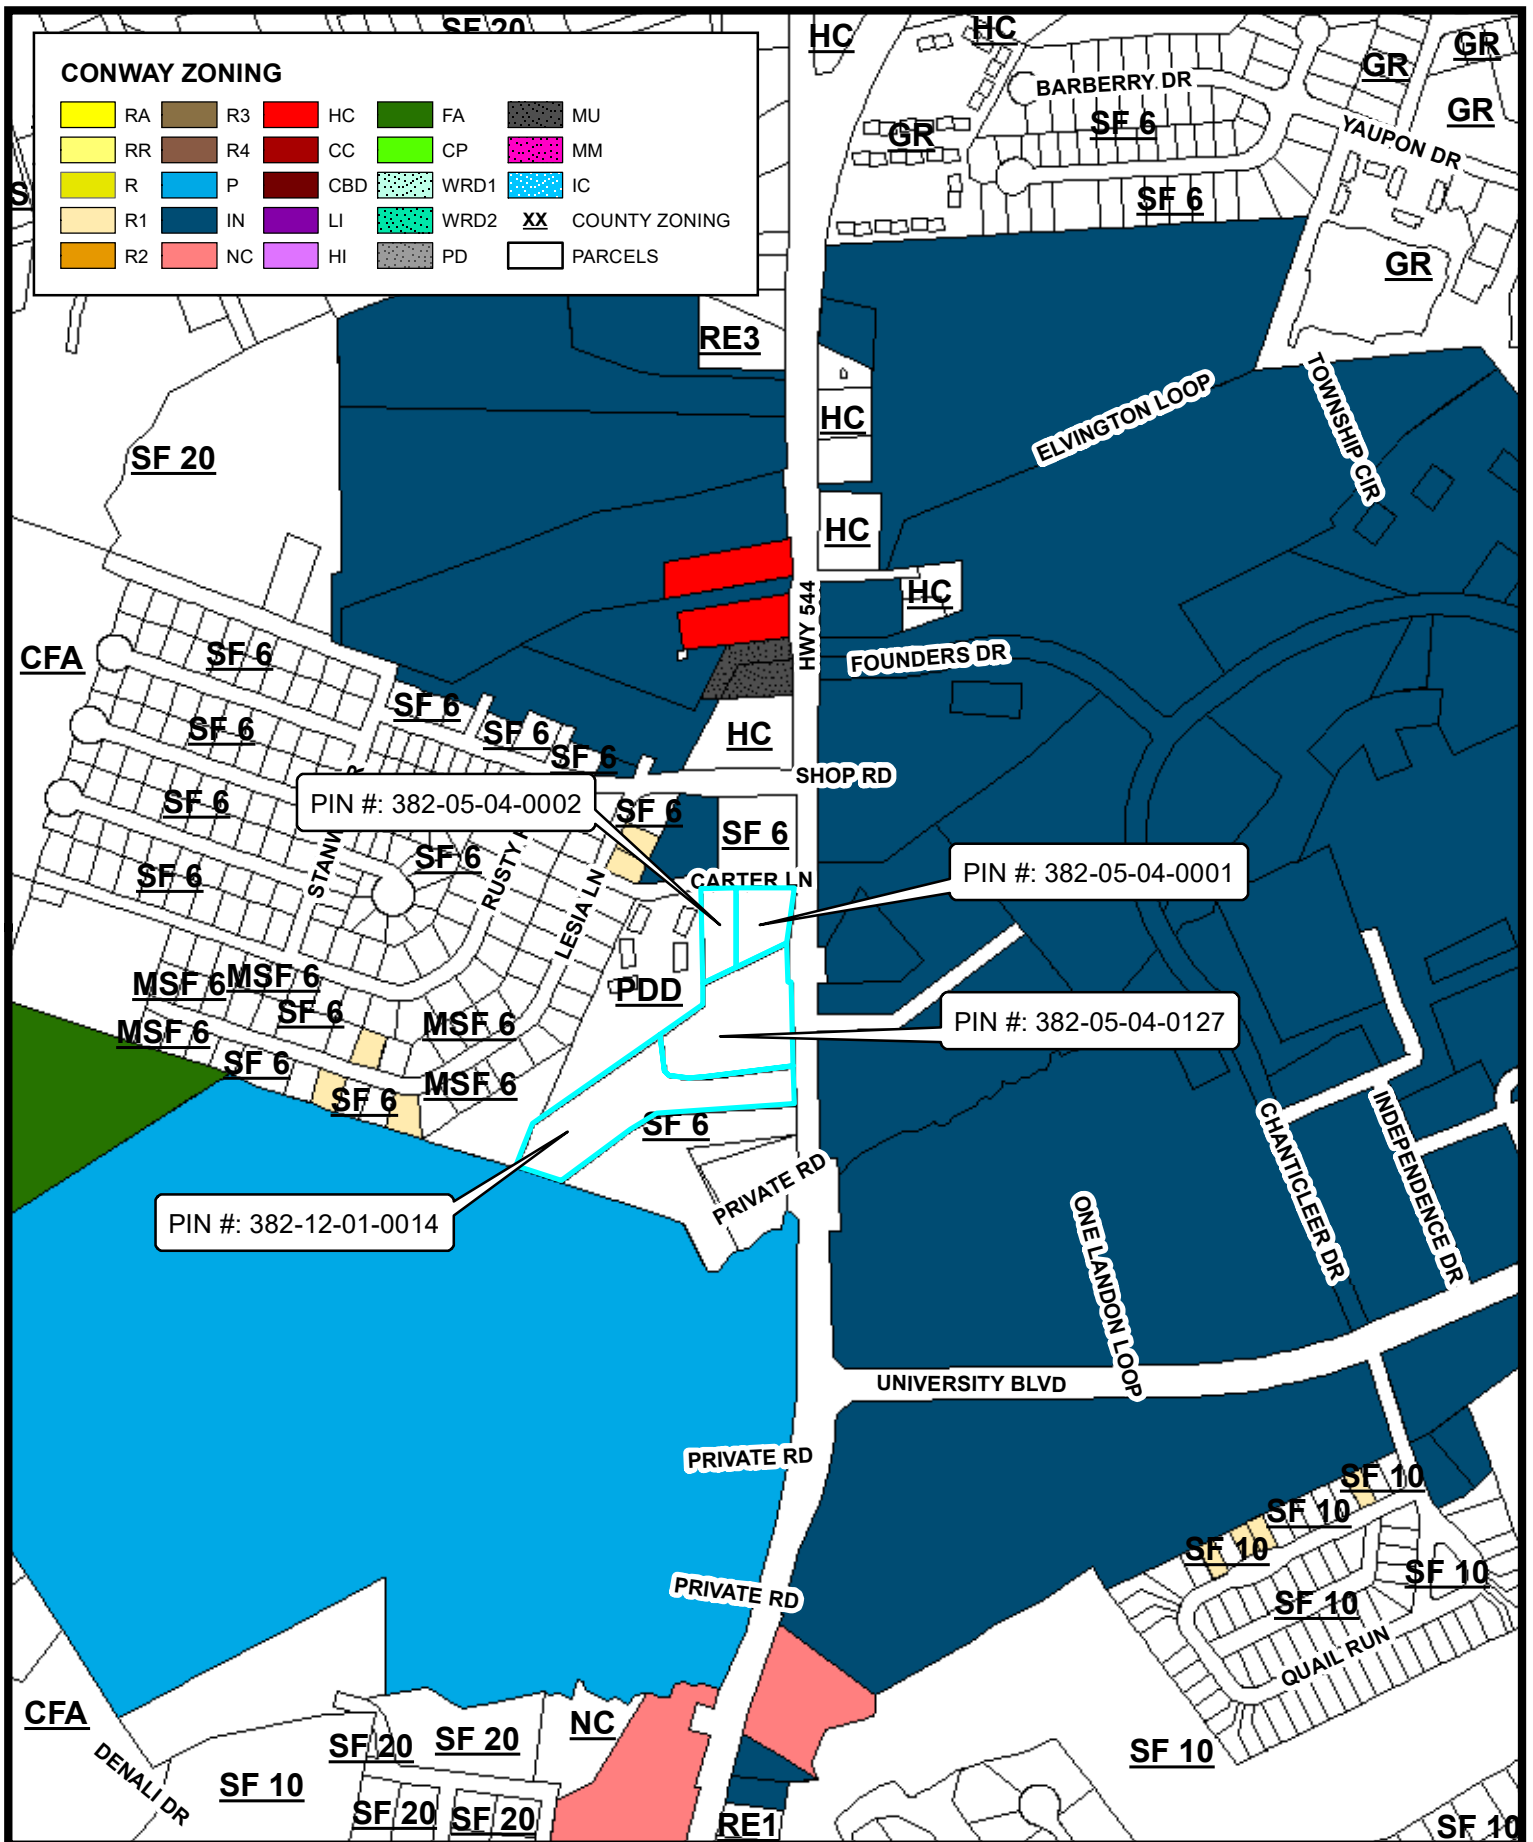 SF 20
HC
HC
GR
GR
CONWAY ZONING
RA
R3
HC
FA
MU
RR
R4
CC
CP
MM
R
P
CBD
WRD1
IC
R1
IN
LI
WRD2
XX
COUNTY ZONING
R2
NC
HI
PD
PARCELS
BARBERRY DR
SF 6
GR
GR
YAUPON DR
SF 6
GR
RE3
HC
ELVINGTON LOOP
TOWNSHIP CIR
SF 20
HC
HC
HWY 544
FOUNDERS DR
CFA
SF 6
SF 6
SF 6
SF 6
SF 6
HC
SHOP RD
PIN #: 382-05-04-0002
SF 6
SF 6
SF 6
SF 6
SF 6
LESIA LN
CARTER LN
PIN #: 382-05-04-0001
MSF 6
MSF 6
SF 6
MSF 6
PDD
PIN #: 382-05-04-0127
MSF 6
SF 6
MSF 6
SF 6
SF 6
PRIVATE RD
CHANTICLEER DR
INDEPENDENCE DR
PIN #: 382-12-01-0014
ONE LANDON LOOP
UNIVERSITY BLVD
PRIVATE RD
SF 10
SF 10
SF 10
SF 10
PRIVATE RD
SF 10
QUAIL RUN
CFA
DENALI DR
SF 20
SF 20
NC
SF 10
SF 10
SF 20
SF 20
RE1
SF 10